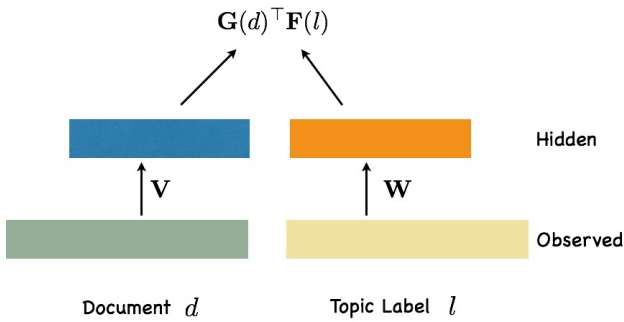 G(d)⊤F(l)
Hidden
V
W
Observed
Document d
Topic Label l